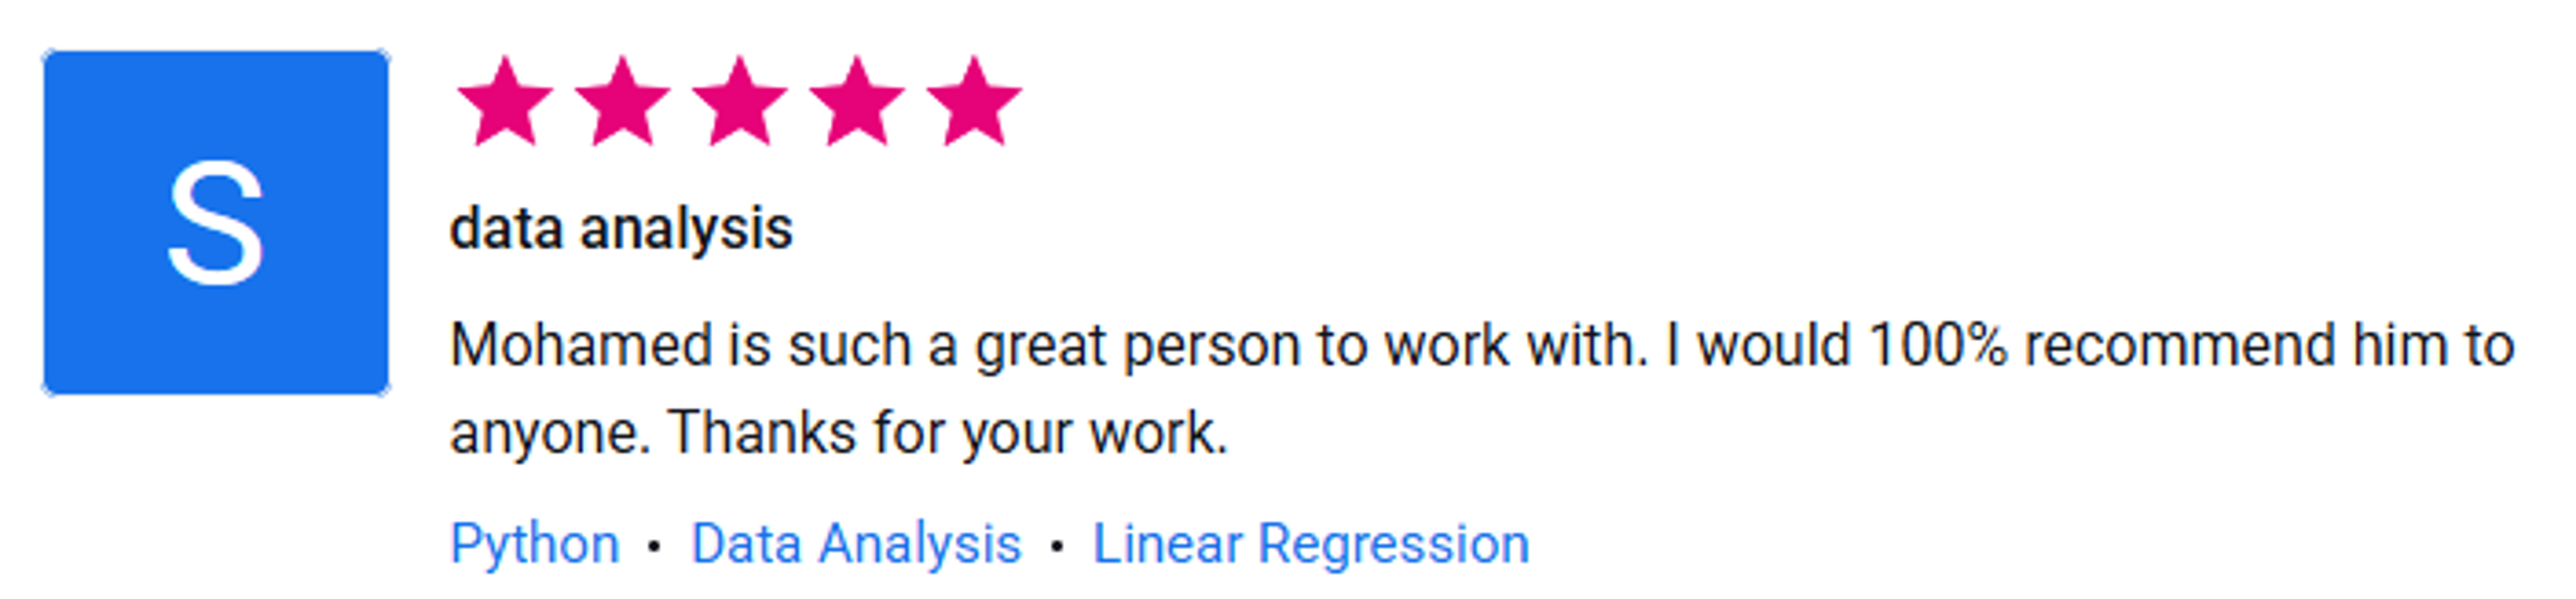 S
data analysis
Mohamed is such a great person to work with. I would 100% recommend him to
anyone. Thanks for your work.
Python • Data Analysis • Linear Regression